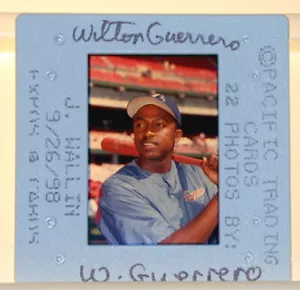 Wilton Guerrero
©PACIFIC TRADING
CARDS
22 PHOTOS BY:
J. WALLIN
9/26/98
W. Guerrero